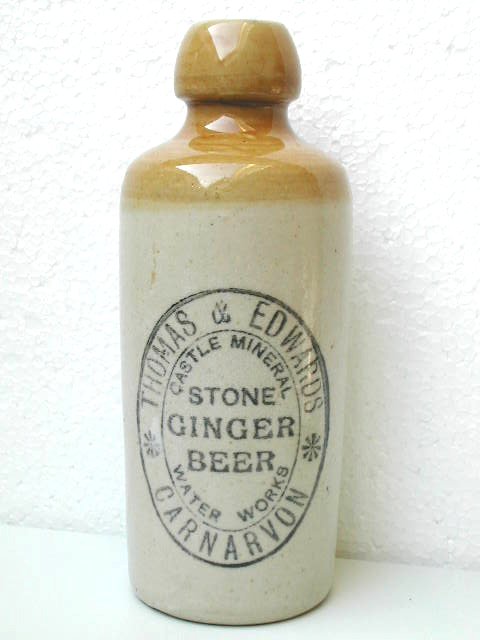 THOMAS & EDWARDS
CASTLE MINERAL
STONE
GINGER
BEER
WATER WORKS
CARNARVON